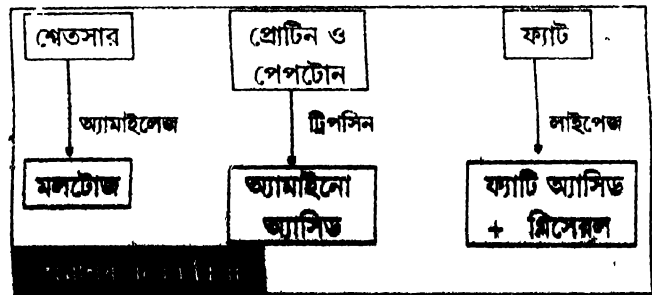 শ্বেতসার
প্রোটিন ও
পেপটোন
ফ্যাট
অ্যামাইলেজ
ট্রিপসিন
লাইপেজ
মলটোজ
অ্যামাইনো
অ্যাসিড
ফ্যাটি অ্যাসিড
+ গ্লিসেরল